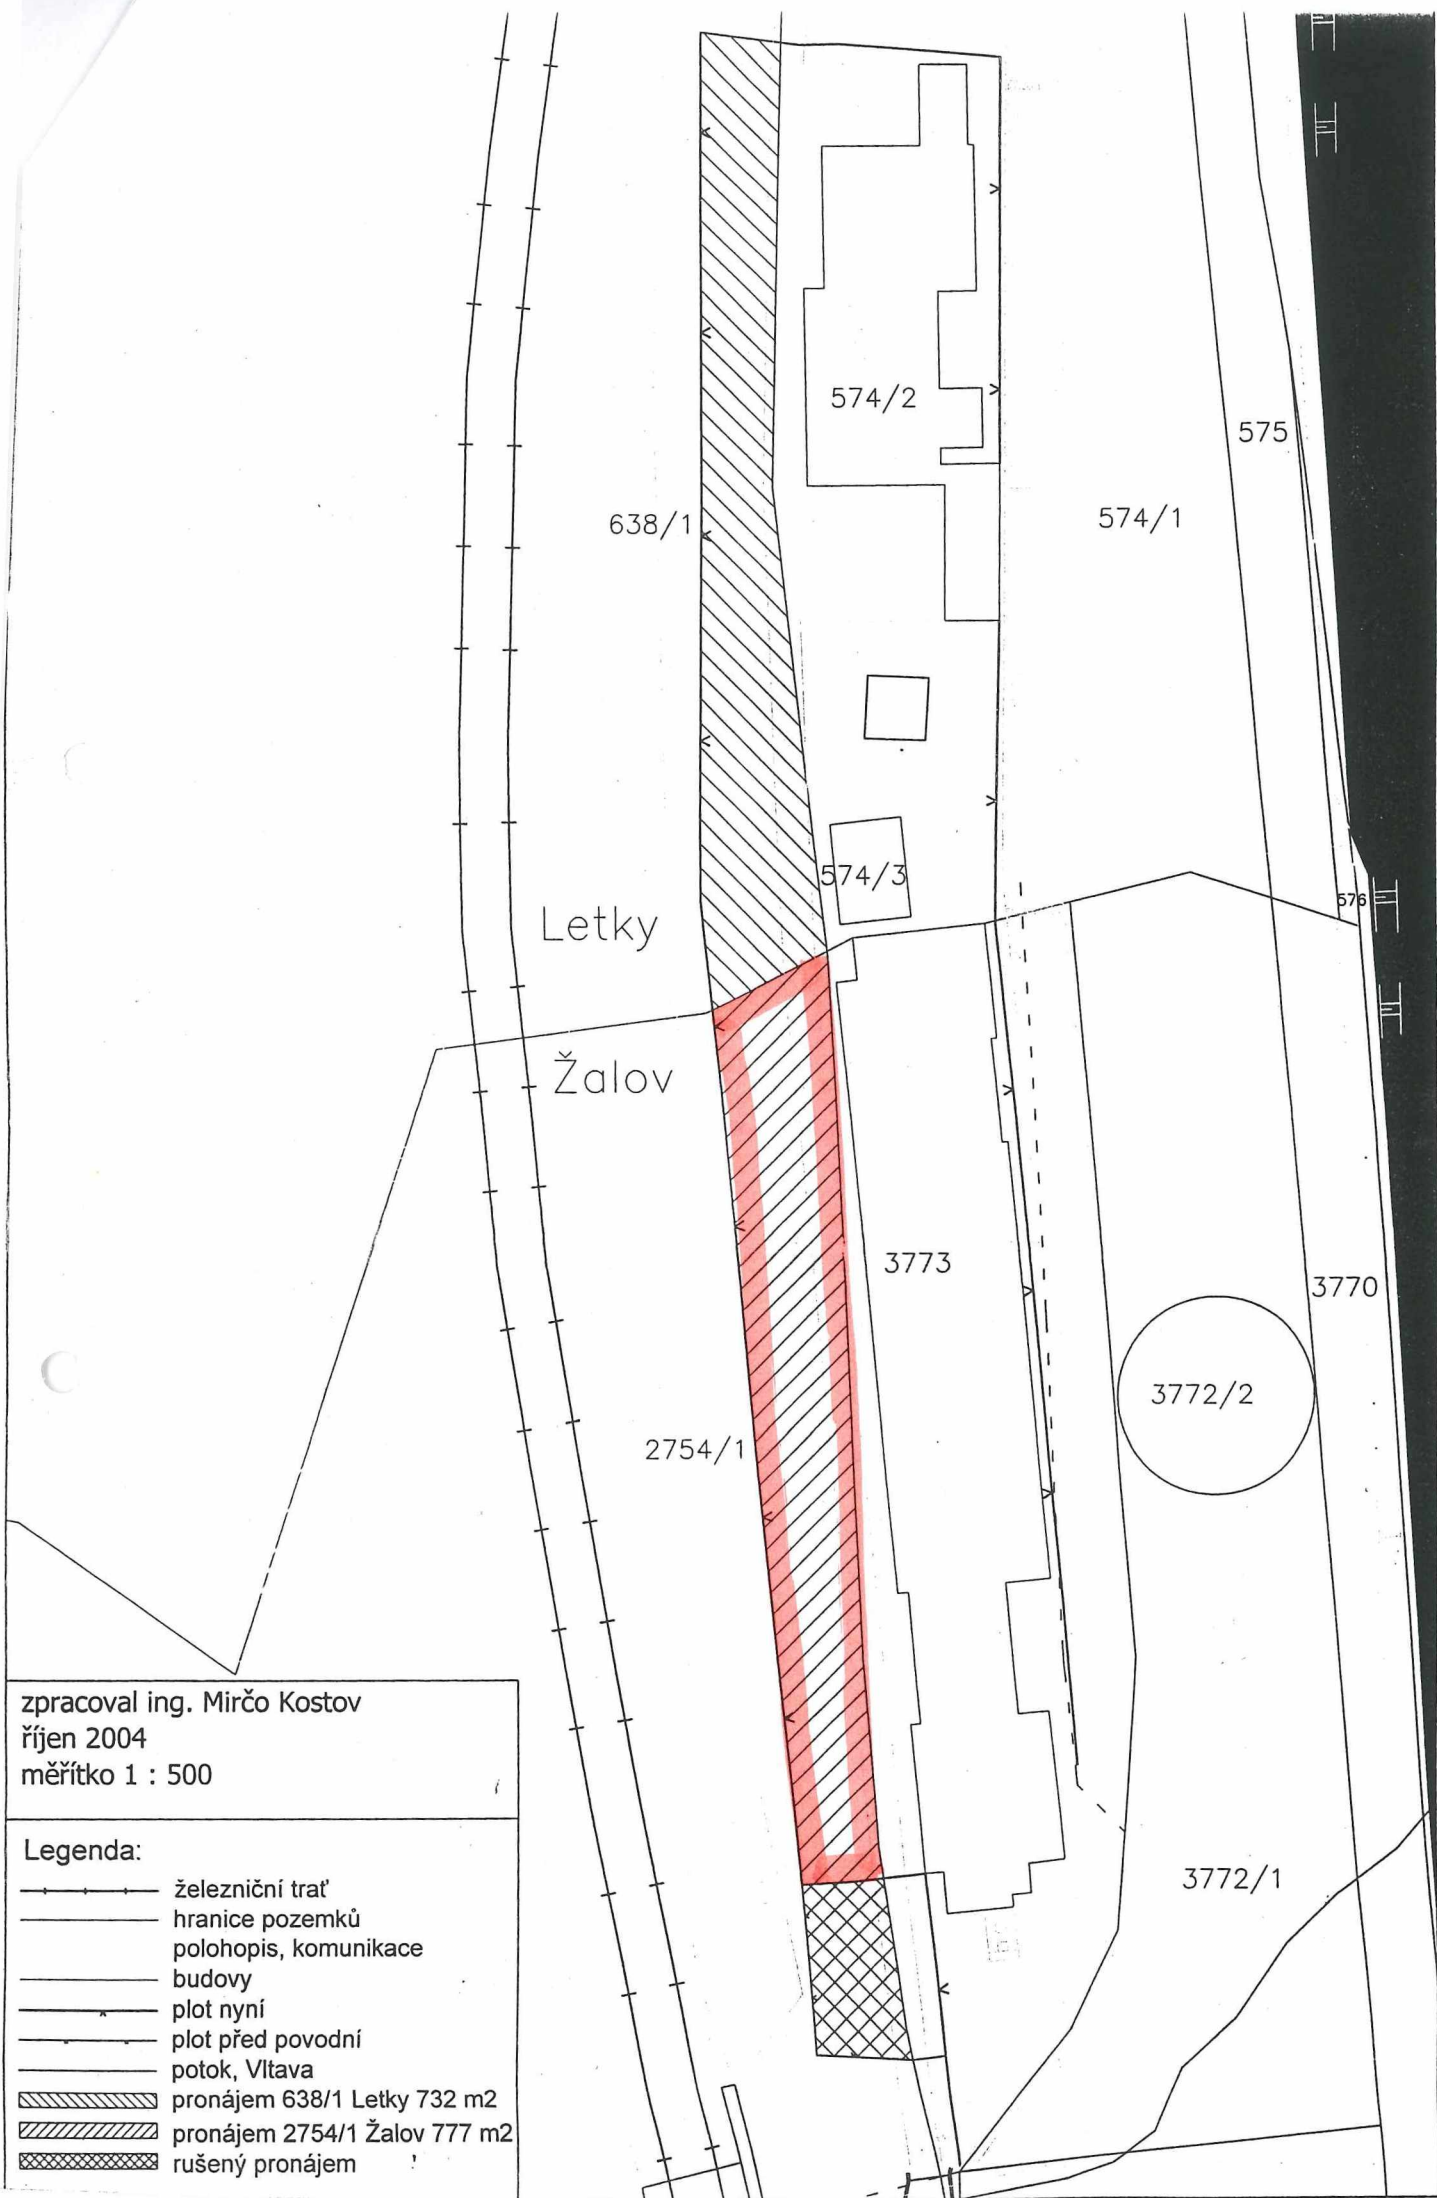 574/2
575
638/1
574/1
574/3
576
Letky
Žalov
3773
3770
3772/2
2754/1
zpracoval ing. Mirčo Kostov
říjen 2004
měřítko 1 : 500
Legenda:
železniční trať
hranice pozemků
polohopis, komunikace
budovy
plot nyní
plot před povodní
potok, Vltava
pronájem 638/1 Letky 732 m2
pronájem 2754/1 Žalov 777 m2
rušený pronájem
3772/1